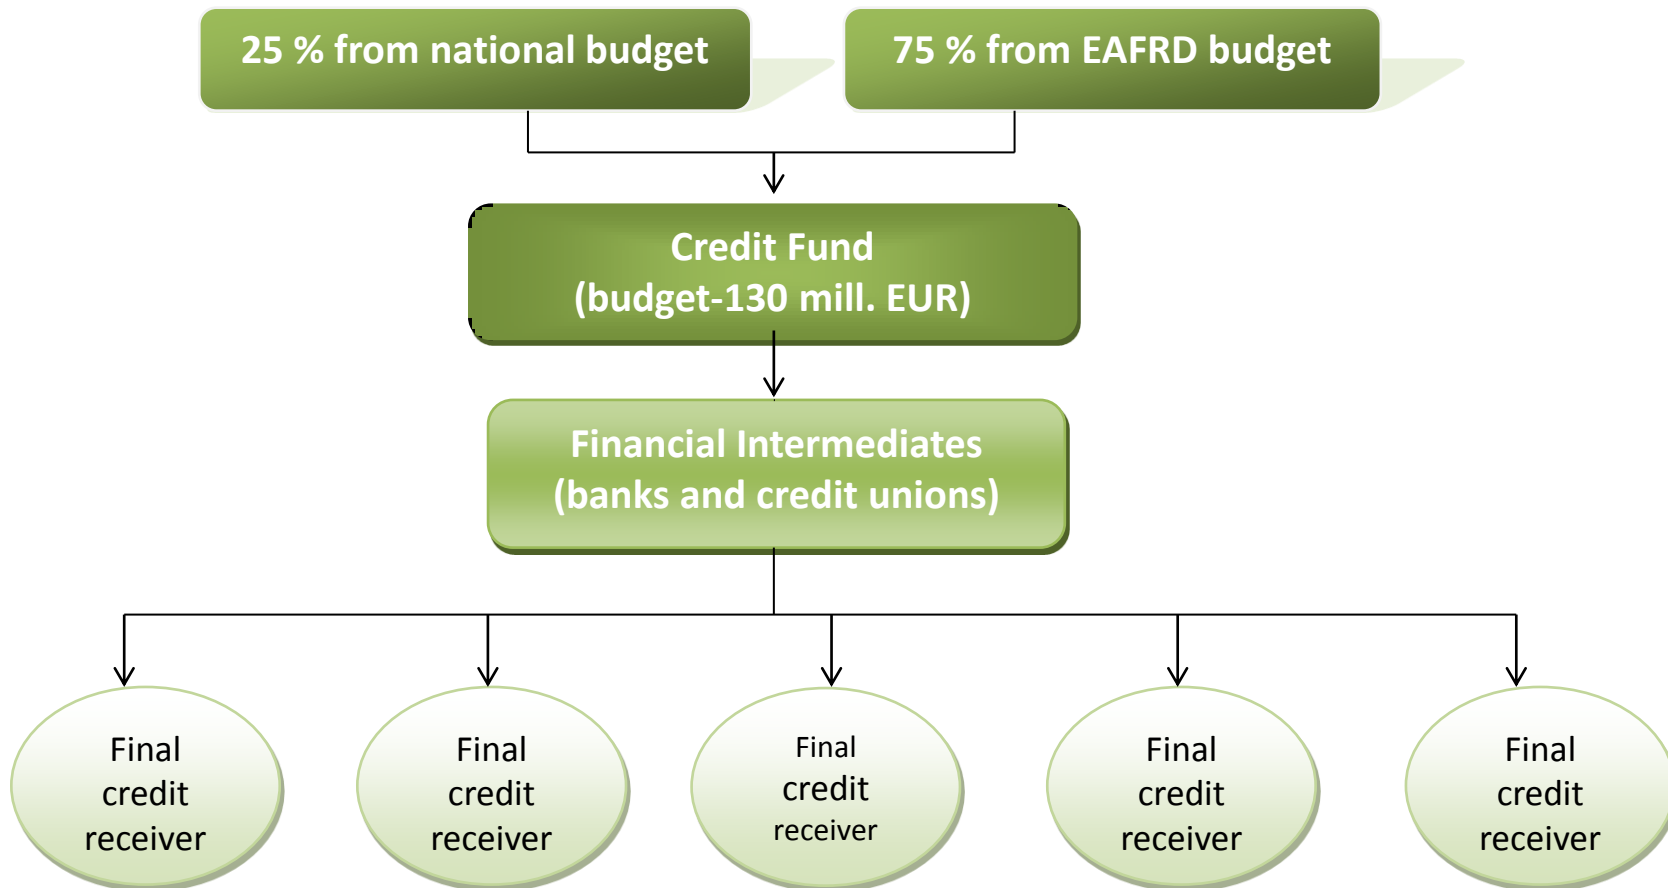 25 % from national budget
75 % from EAFRD budget
Credit Fund
(budget-130 mill. EUR)
Financial Intermediates
(banks and credit unions)
Final
credit
receiver
Final
credit
receiver
Final
credit
receiver
Final
credit
receiver
Final
credit
receiver